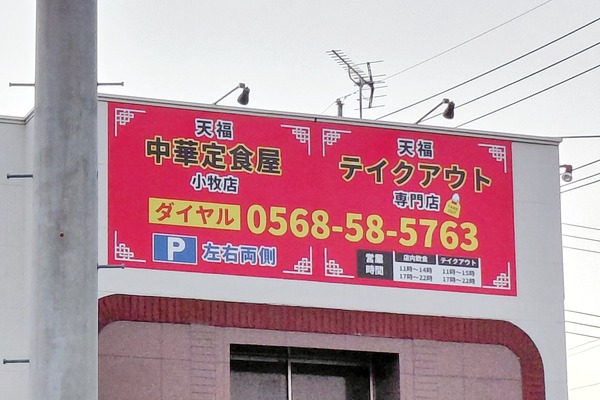 天福
中華定食屋
小牧店
天福
テイクアウト
専門店
ダイヤル 0568-58-5763
P 左右両側
営業時間
店内飲食 テイクアウト
11時～14時 11時～15時
17時～22時 17時～22時